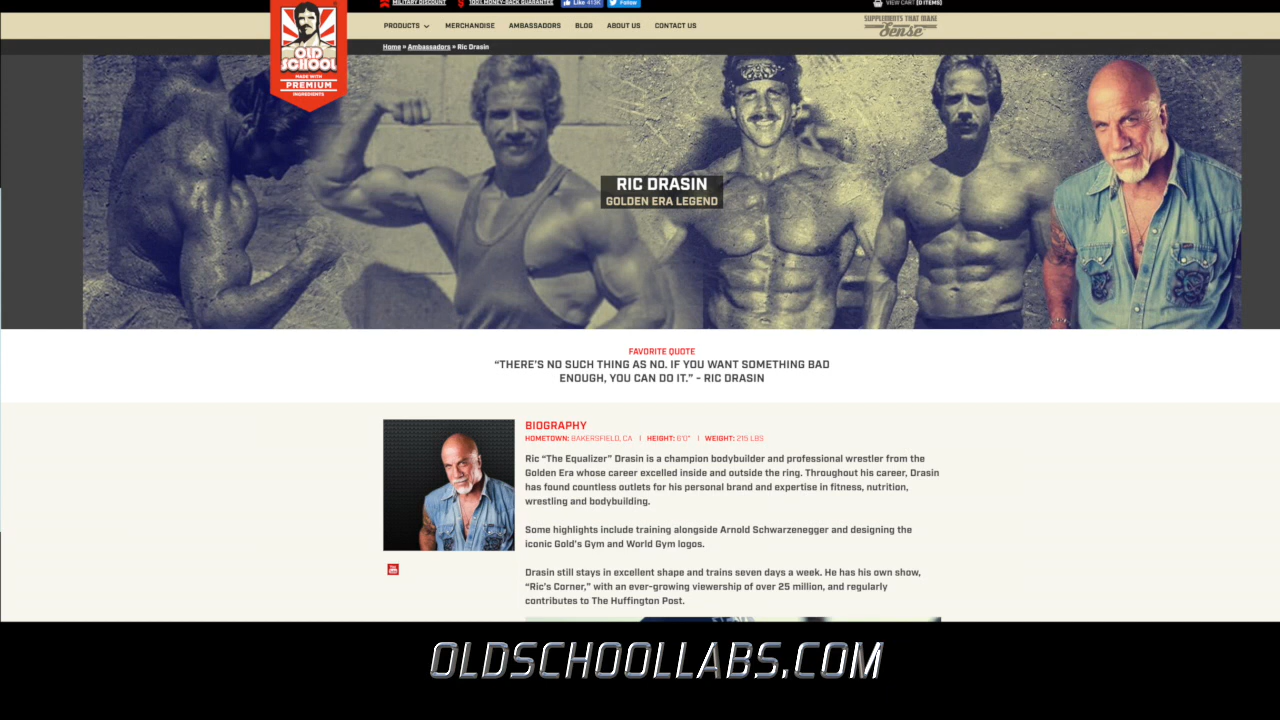 MILITARY DISCOUNT
100% MONEY-BACK GUARANTEE
Like 413K
Follow
VIEW CART (0 ITEMS)
PRODUCTS
MERCHANDISE
AMBASSADORS
BLOG
ABOUT US
CONTACT US
SUPPLEMENTS THAT MAKE
Sense
Home » Ambassadors » Ric Drasin
OLD
SCHOOL
MADE WITH
PREMIUM
INGREDIENTS
RIC DRASIN
GOLDEN ERA LEGEND
FAVORITE QUOTE
“THERE'S NO SUCH THING AS NO. IF YOU WANT SOMETHING BAD
ENOUGH, YOU CAN DO IT.” - RIC DRASIN
BIOGRAPHY
HOMETOWN: BAKERSFIELD, CA | HEIGHT: 6'0" | WEIGHT: 215 LBS
Ric “The Equalizer” Drasin is a champion bodybuilder and professional wrestler from the
Golden Era whose career excelled inside and outside the ring. Throughout his career, Drasin
has found countless outlets for his personal brand and expertise in fitness, nutrition,
wrestling and bodybuilding.
Some highlights include training alongside Arnold Schwarzenegger and designing the
iconic Gold's Gym and World Gym logos.
Drasin still stays in excellent shape and trains seven days a week. He has his own show,
“Ric's Corner,” with an ever-growing viewership of over 25 million, and regularly
contributes to The Huffington Post.
OLDSCHOOLLABS.COM